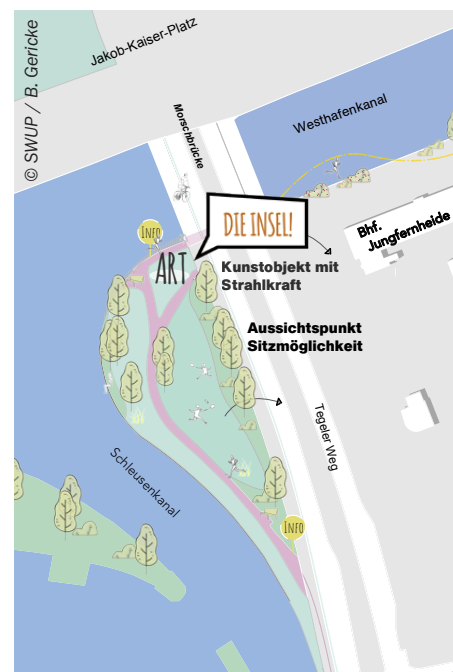 © SWUP / B. Gericke
Jakob-Kaiser-Platz
Morschbrücke
Westhafenkanal
Info
DIE INSEL!
Bhf.
Jungfernheide
ART
Kunstobjekt mit
Strahlkraft
Aussichtspunkt
Sitzmöglichkeit
Tegeler Weg
Schleusenkanal
Info